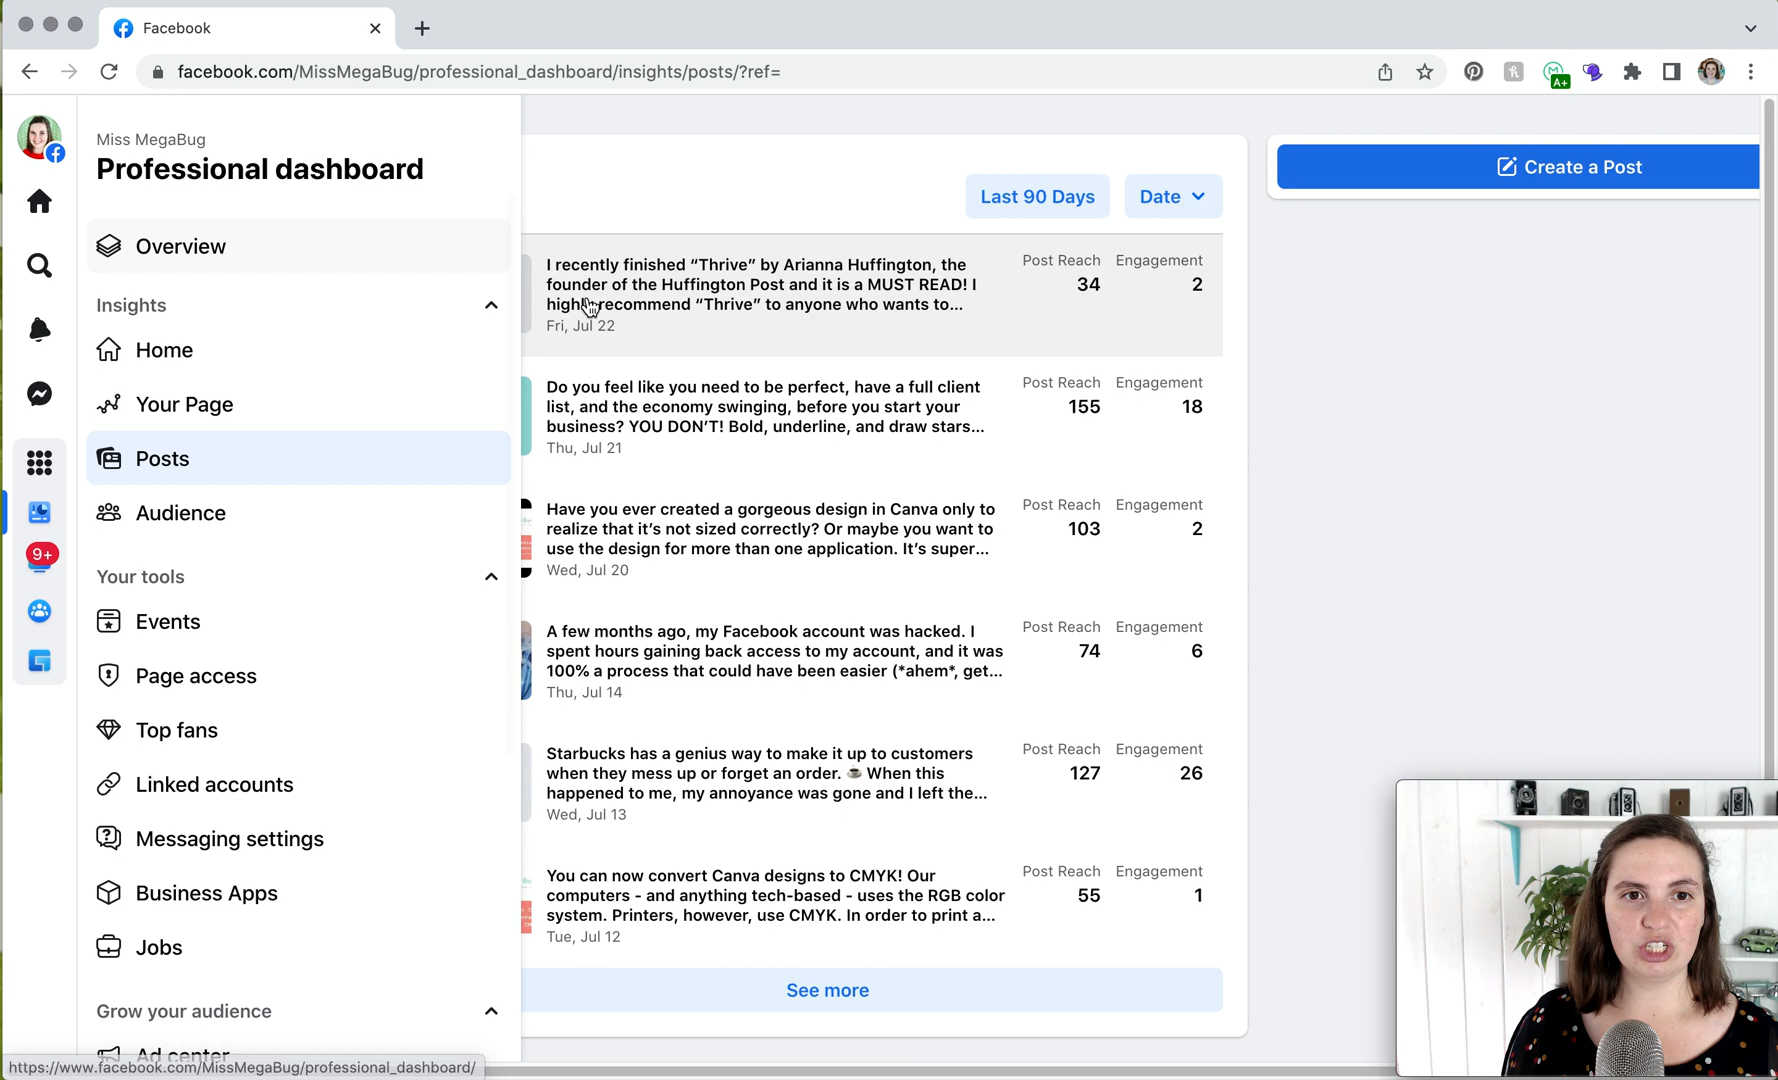 Facebook
facebook.com/MissMegaBug/professional_dashboard/insights/posts/?ref=
A+
Miss MegaBug
Professional dashboard
Overview
Insights
Home
Your Page
Posts
Audience
9+
Your tools
Events
Page access
Top fans
Linked accounts
Messaging settings
Business Apps
Jobs
Grow your audience
Ad center
https://www.facebook.com/MissMegaBug/professional_dashboard/
Last 90 Days
Date
Create a Post
I recently finished “Thrive” by Arianna Huffington, the
founder of the Huffington Post and it is a MUST READ! I
highly recommend “Thrive” to anyone who wants to...
Fri, Jul 22
Post Reach Engagement
34 2
Do you feel like you need to be perfect, have a full client
list, and the economy swinging, before you start your
business? YOU DON’T! Bold, underline, and draw stars...
Thu, Jul 21
Post Reach Engagement
155 18
Have you ever created a gorgeous design in Canva only to
realize that it’s not sized correctly? Or maybe you want to
use the design for more than one application. It’s super...
Wed, Jul 20
Post Reach Engagement
103 2
A few months ago, my Facebook account was hacked. I
spent hours gaining back access to my account, and it was
100% a process that could have been easier (*ahem*, get...
Thu, Jul 14
Post Reach Engagement
74 6
Starbucks has a genius way to make it up to customers
when they mess up or forget an order. ☕ When this
happened to me, my annoyance was gone and I left the...
Wed, Jul 13
Post Reach Engagement
127 26
You can now convert Canva designs to CMYK! Our
computers - and anything tech-based - uses the RGB color
system. Printers, however, use CMYK. In order to print a...
Tue, Jul 12
Post Reach Engagement
55 1
See more